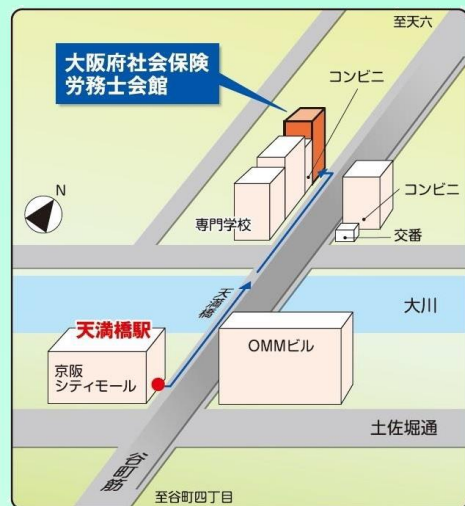 至天六
大阪府社会保険
労務士会館
コンビニ
N
コンビニ
専門学校
交番
天満橋
大川
天満橋駅
OMMビル
京阪
シティモール
土佐堀通
谷町筋
至谷町四丁目